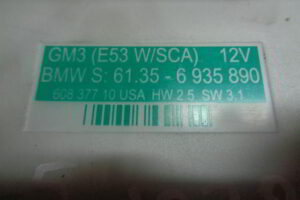 GM3 (E53 W/SCA) 12V
BMW S: 61.35 - 6 935 890
608 377 10 USA HW 2.5 SW 3.1